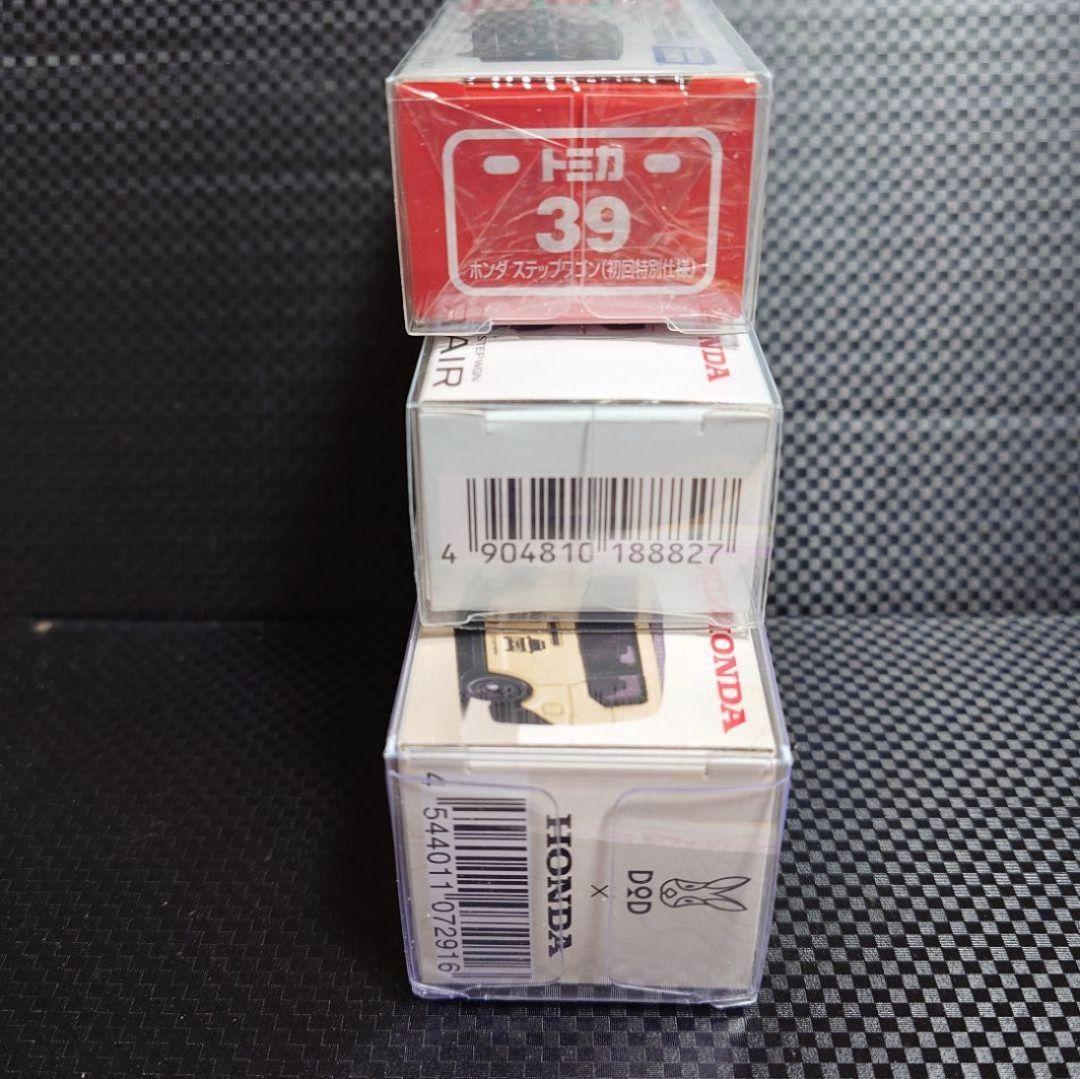 トミカ
39
ホンダ ステップワゴン(初回特別仕様)
AIR
STEPWGN
HONDA
4 904810 188827
HONDA
4 544011 072916
HONDA
×
DOD